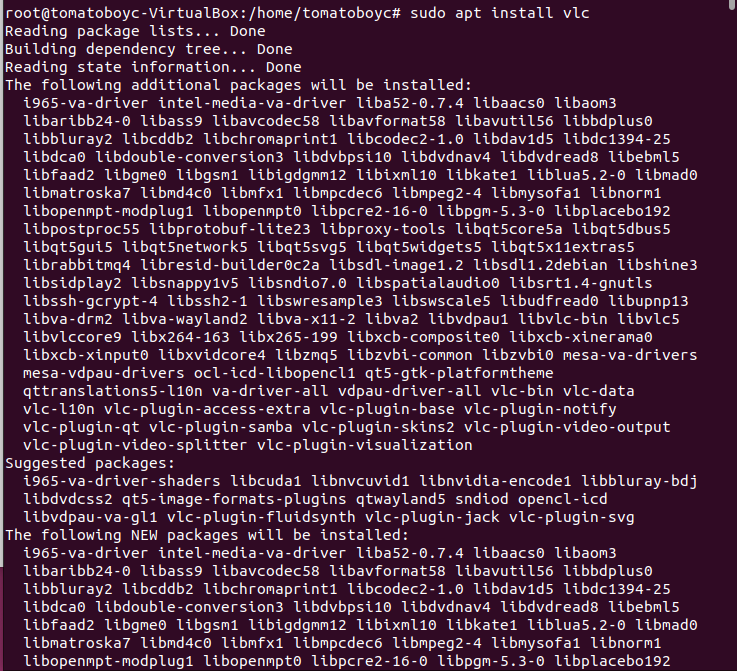 root@tomatoboyc-VirtualBox:/home/tomatoboyc# sudo apt install vlc
Reading package lists... Done
Building dependency tree... Done
Reading state information... Done
The following additional packages will be installed:
  i965-va-driver intel-media-va-driver liba52-0.7.4 libaacs0 libaom3
  libaribb24-0 libass9 libavcodec58 libavformat58 libavutil56 libbdplus0
  libbluray2 libcddb2 libchromaprint1 libcodec2-1.0 libdav1d5 libdc1394-25
  libdca0 libdouble-conversion3 libdvbpsi10 libdvdnav4 libdvdread8 libebml5
  libfaad2 libgme0 libgsm1 libigdgmm12 libixml10 libkate1 liblua5.2-0 libmad0
  libmatroska7 libmd4c0 libmfx1 libmpcdec6 libmpeg2-4 libmysofa1 libnorm1
  libopenmpt-modplug1 libopenmpt0 libpcre2-16-0 libpgm-5.3-0 libplacebo192
  libpostproc55 libprotobuf-lite23 libproxy-tools libqt5core5a libqt5dbus5
  libqt5gui5 libqt5network5 libqt5svg5 libqt5widgets5 libqt5x11extras5
  librabbitmq4 libresid-builder0c2a libsdl-image1.2 libsdl1.2debian libshine3
  libsidplay2 libsnappy1v5 libsndio7.0 libspatialaudio0 libsrt1.4-gnutls
  libssh-gcrypt-4 libssh2-1 libswresample3 libswscale5 libudfread0 libupnp13
  libva-drm2 libva-wayland2 libva-x11-2 libva2 libvdpau1 libvlc-bin libvlc5
  libvlccore9 libx264-163 libx265-199 libxcb-composite0 libxcb-xinerama0
  libxcb-xinput0 libxvidcore4 libzmq5 libzvbi-common libzvbi0 mesa-va-drivers
  mesa-vdpau-drivers ocl-icd-libopencl1 qt5-gtk-platformtheme
  qttranslations5-l10n va-driver-all vdpau-driver-all vlc-bin vlc-data
  vlc-l10n vlc-plugin-access-extra vlc-plugin-base vlc-plugin-notify
  vlc-plugin-qt vlc-plugin-samba vlc-plugin-skins2 vlc-plugin-video-output
  vlc-plugin-video-splitter vlc-plugin-visualization
Suggested packages:
  i965-va-driver-shaders libcuda1 libnvcuvid1 libnvidia-encode1 libbluray-bdj
  libdvdcss2 qt5-image-formats-plugins qtwayland5 sndiod opencl-icd
  libvdpau-va-gl1 vlc-plugin-fluidsynth vlc-plugin-jack vlc-plugin-svg
The following NEW packages will be installed:
  i965-va-driver intel-media-va-driver liba52-0.7.4 libaacs0 libaom3
  libaribb24-0 libass9 libavcodec58 libavformat58 libavutil56 libbdplus0
  libbluray2 libcddb2 libchromaprint1 libcodec2-1.0 libdav1d5 libdc1394-25
  libdca0 libdouble-conversion3 libdvbpsi10 libdvdnav4 libdvdread8 libebml5
  libfaad2 libgme0 libgsm1 libigdgmm12 libixml10 libkate1 liblua5.2-0 libmad0
  libmatroska7 libmd4c0 libmfx1 libmpcdec6 libmpeg2-4 libmysofa1 libnorm1
  libopenmpt-modplug1 libopenmpt0 libpcre2-16-0 libpgm-5.3-0 libplacebo192